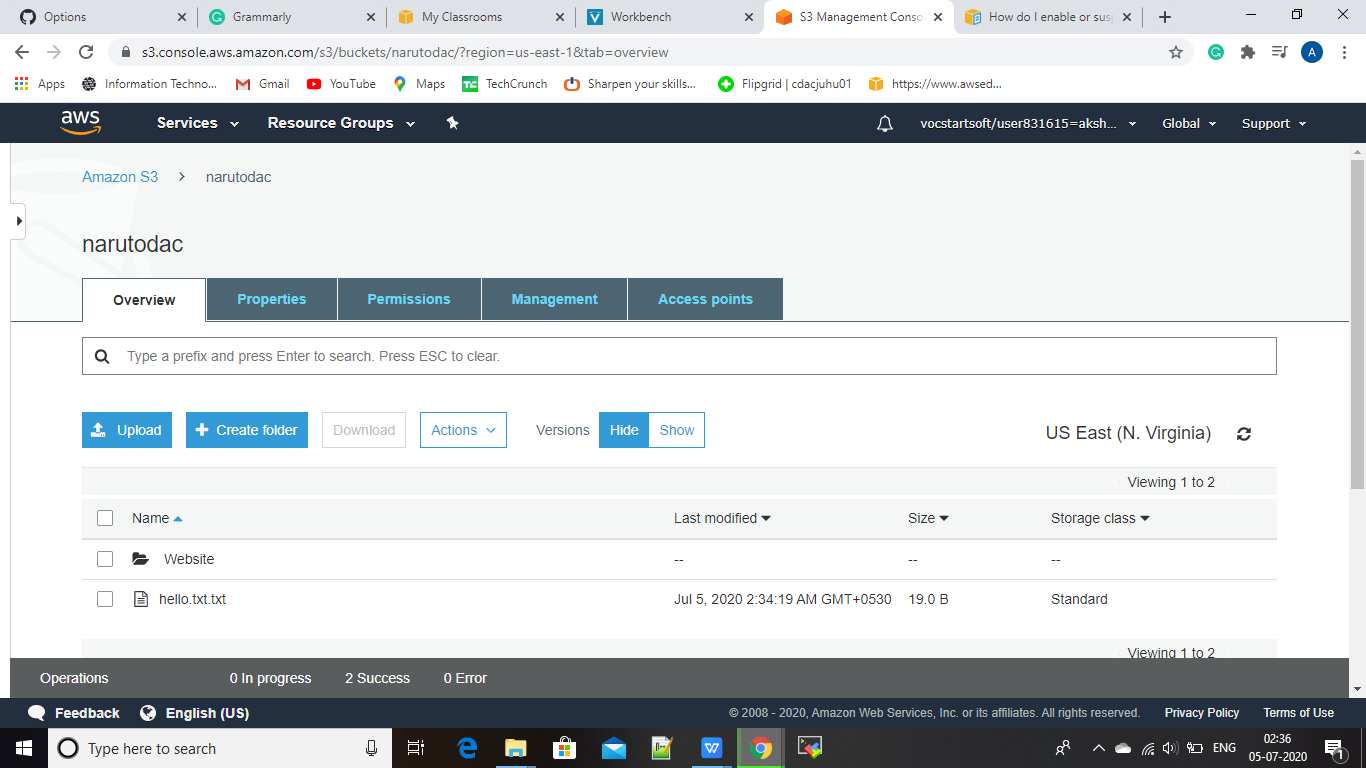 Options
Grammarly
My Classrooms
Workbench
S3 Management Conso
How do I enable or susp
s3.console.aws.amazon.com/s3/buckets/narutodac/?region=us-east-1&tab=overview
A
Apps
Information Techno...
Gmail
YouTube
Maps
TechCrunch
Sharpen your skills...
Flipgrid | cdacjuhu01
https://www.awsed...
aws
Services
Resource Groups
vocstartsoft/user831615=aksh...
Global
Support
Amazon S3 > narutodac
narutodac
Overview
Properties
Permissions
Management
Access points
Type a prefix and press Enter to search. Press ESC to clear.
Upload
+ Create folder
Download
Actions
Versions
Hide
Show
US East (N. Virginia)
Viewing 1 to 2
Name
Last modified
Size
Storage class
Website
--
--
--
hello.txt.txt
Jul 5, 2020 2:34:19 AM GMT+0530
19.0 B
Standard
Viewing 1 to 2
Operations
0 In progress
2 Success
0 Error
Feedback
English (US)
© 2008 - 2020, Amazon Web Services, Inc. or its affiliates. All rights reserved.
Privacy Policy
Terms of Use
Type here to search
ENG
02:36
05-07-2020
1